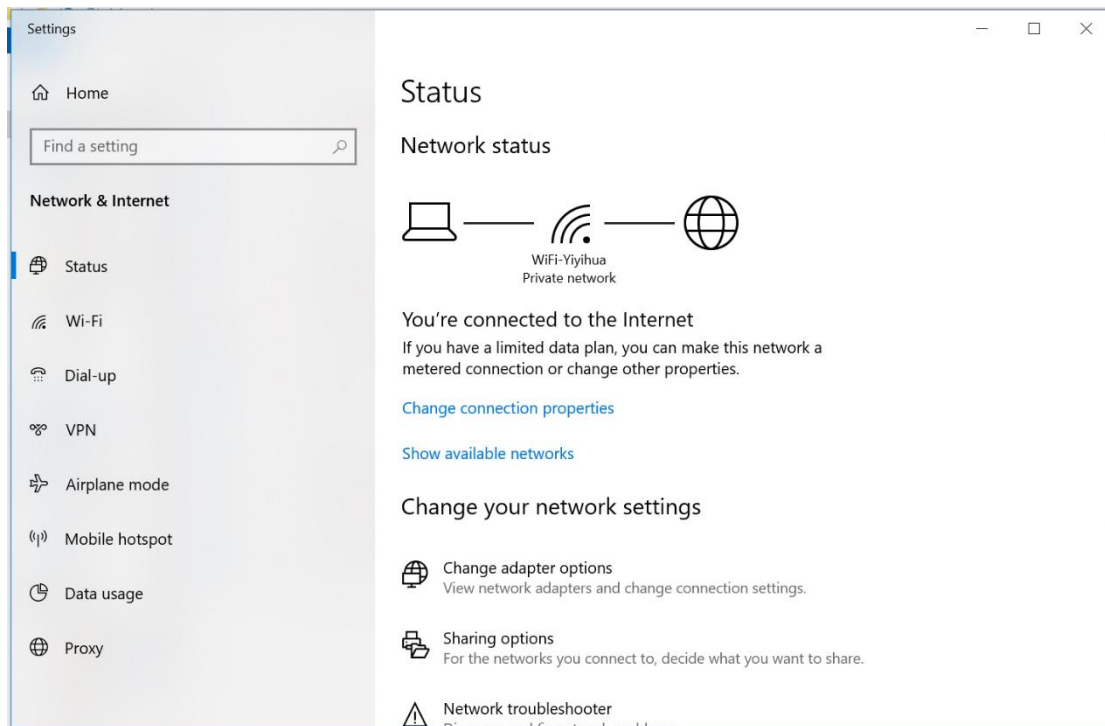 Settings
Home
Find a setting
Network & Internet
Status
Wi-Fi
Dial-up
VPN
Airplane mode
Mobile hotspot
Data usage
Proxy
Status
Network status
WiFi-Yiyihua
Private network
You're connected to the Internet
If you have a limited data plan, you can make this network a
metered connection or change other properties.
Change connection properties
Show available networks
Change your network settings
Change adapter options
View network adapters and change connection settings.
Sharing options
For the networks you connect to, decide what you want to share.
Network troubleshooter